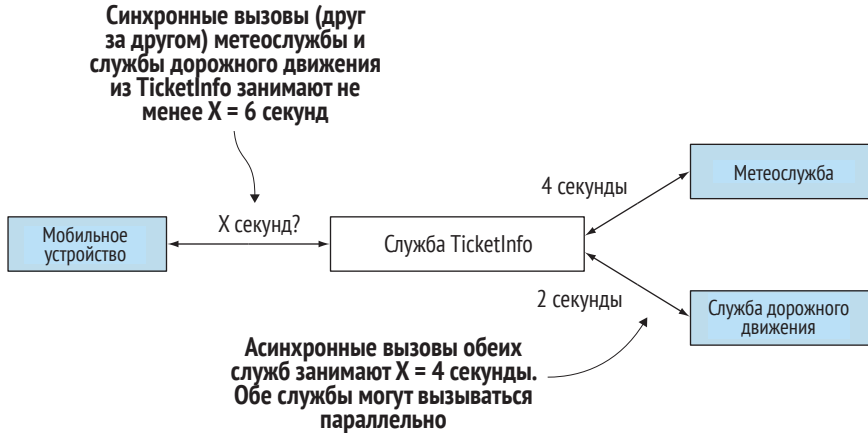 Синхронные вызовы (друг
за другом) метеослужбы и
службы дорожного движения
из TicketInfo занимают не
менее X = 6 секунд
Метеослужба
4 секунды
X секунд?
Мобильное
устройство
Служба TicketInfo
2 секунды
Служба дорожного
движения
Асинхронные вызовы обеих
служб занимают X = 4 секунды.
Обе службы могут вызываться
параллельно